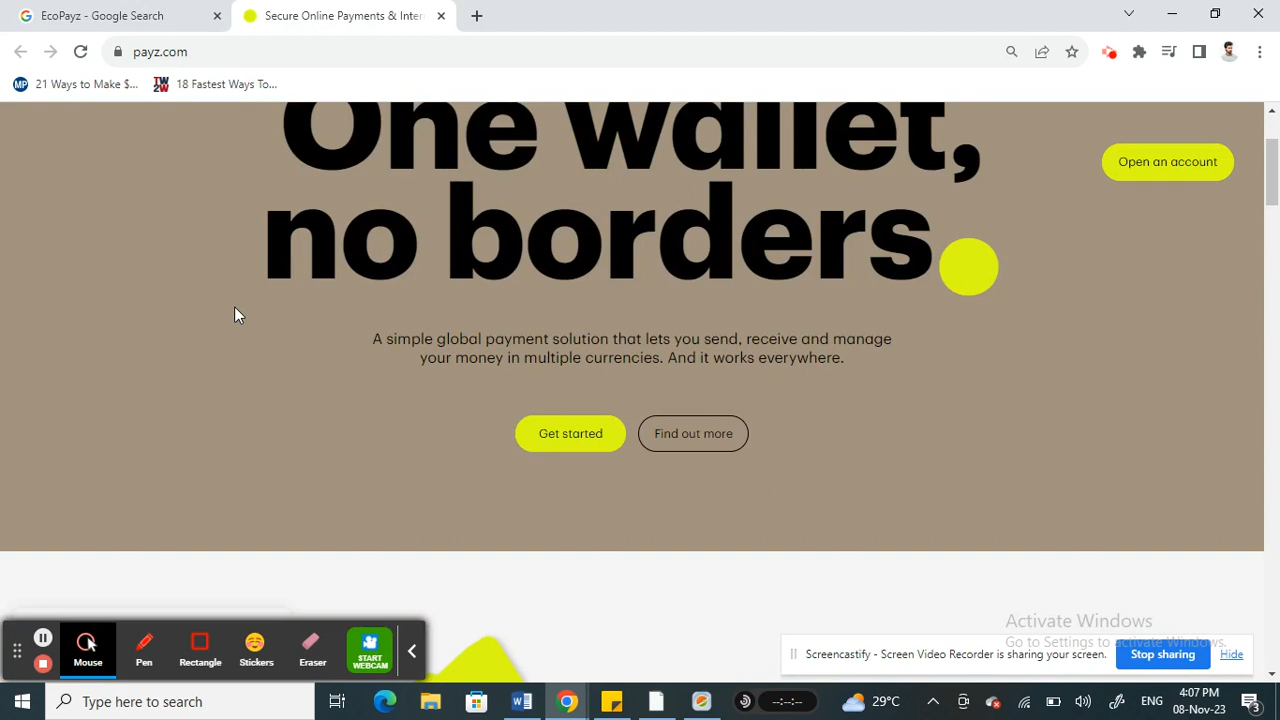 EcoPayz - Google Search
Secure Online Payments & Inter
payz.com
21 Ways to Make $...
18 Fastest Ways To...
One wallet,
no borders
Open an account
A simple global payment solution that lets you send, receive and manage
your money in multiple currencies. And it works everywhere.
Get started
Find out more
Mouse
Pen
Rectangle
Stickers
Eraser
START
WEBCAM
Activate Windows
Go to Settings to activate Windows.
Screencastify - Screen Video Recorder is sharing your screen.
Stop sharing
Hide
Type here to search
--:--:--
29°C
ENG
4:07 PM
08-Nov-23
3